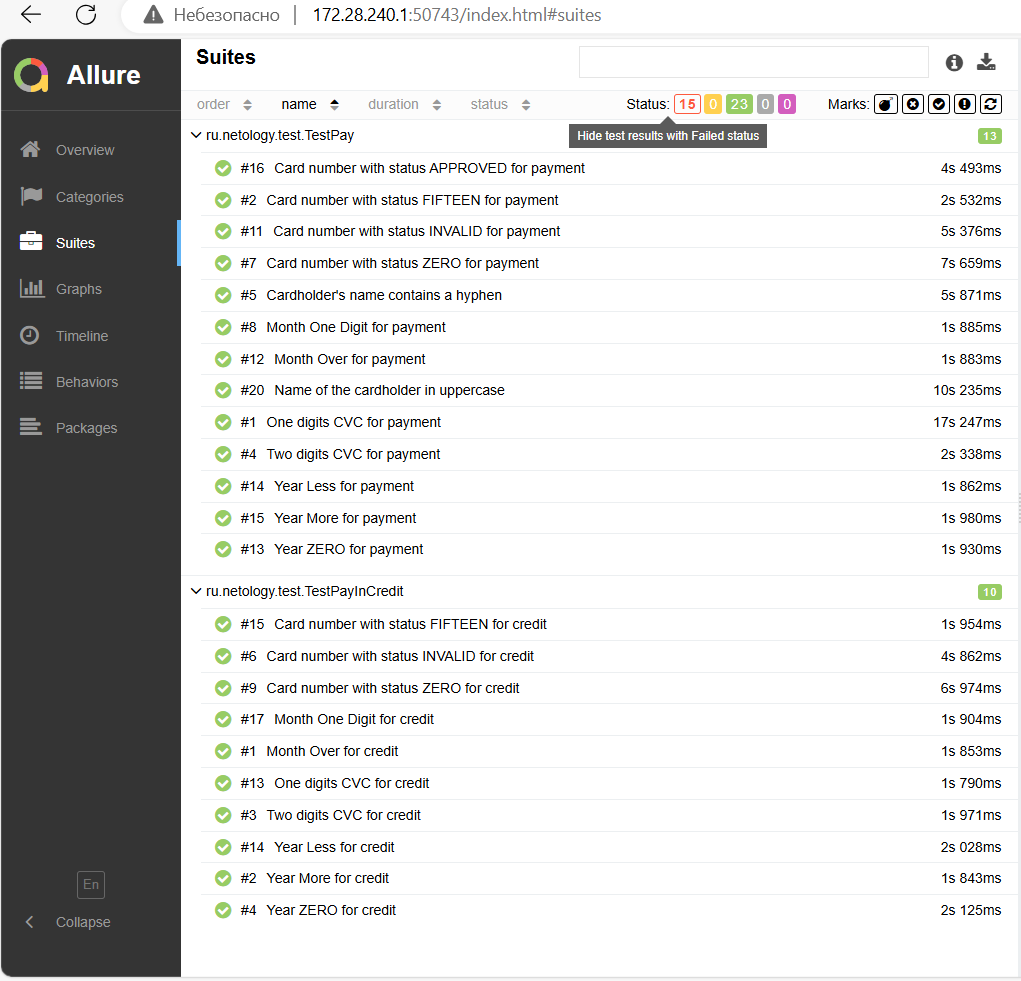 Небезопасно 172.28.240.1:50743/index.html#suites
Allure
Overview
Categories
Suites
Graphs
Timeline
Behaviors
Packages
En
Collapse
Suites
order name duration status Status: 15 0 23 0 0 Marks:
Hide test results with Failed status
ru.netology.test.TestPay 13
#16 Card number with status APPROVED for payment 4s 493ms
#2 Card number with status FIFTEEN for payment 2s 532ms
#11 Card number with status INVALID for payment 5s 376ms
#7 Card number with status ZERO for payment 7s 659ms
#5 Cardholder's name contains a hyphen 5s 871ms
#8 Month One Digit for payment 1s 885ms
#12 Month Over for payment 1s 883ms
#20 Name of the cardholder in uppercase 10s 235ms
#1 One digits CVC for payment 17s 247ms
#4 Two digits CVC for payment 2s 338ms
#14 Year Less for payment 1s 862ms
#15 Year More for payment 1s 980ms
#13 Year ZERO for payment 1s 930ms
ru.netology.test.TestPayInCredit 10
#15 Card number with status FIFTEEN for credit 1s 954ms
#6 Card number with status INVALID for credit 4s 862ms
#9 Card number with status ZERO for credit 6s 974ms
#17 Month One Digit for credit 1s 904ms
#1 Month Over for credit 1s 853ms
#13 One digits CVC for credit 1s 790ms
#3 Two digits CVC for credit 1s 971ms
#14 Year Less for credit 2s 028ms
#2 Year More for credit 1s 843ms
#4 Year ZERO for credit 2s 125ms